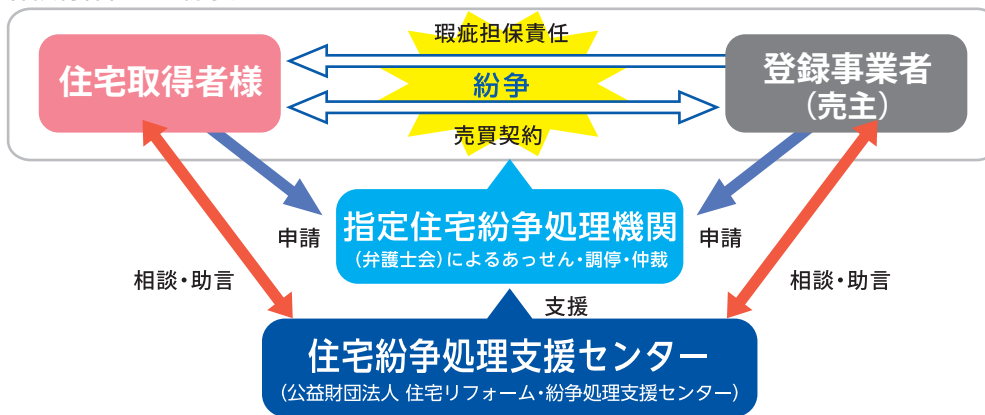 瑕疵担保責任
住宅取得者様
紛争
登録事業者
（売主）
売買契約
申請
指定住宅紛争処理機関
（弁護士会）によるあっせん・調停・仲裁
申請
相談・助言
支援
相談・助言
住宅紛争処理支援センター
（公益財団法人 住宅リフォーム・紛争処理支援センター）